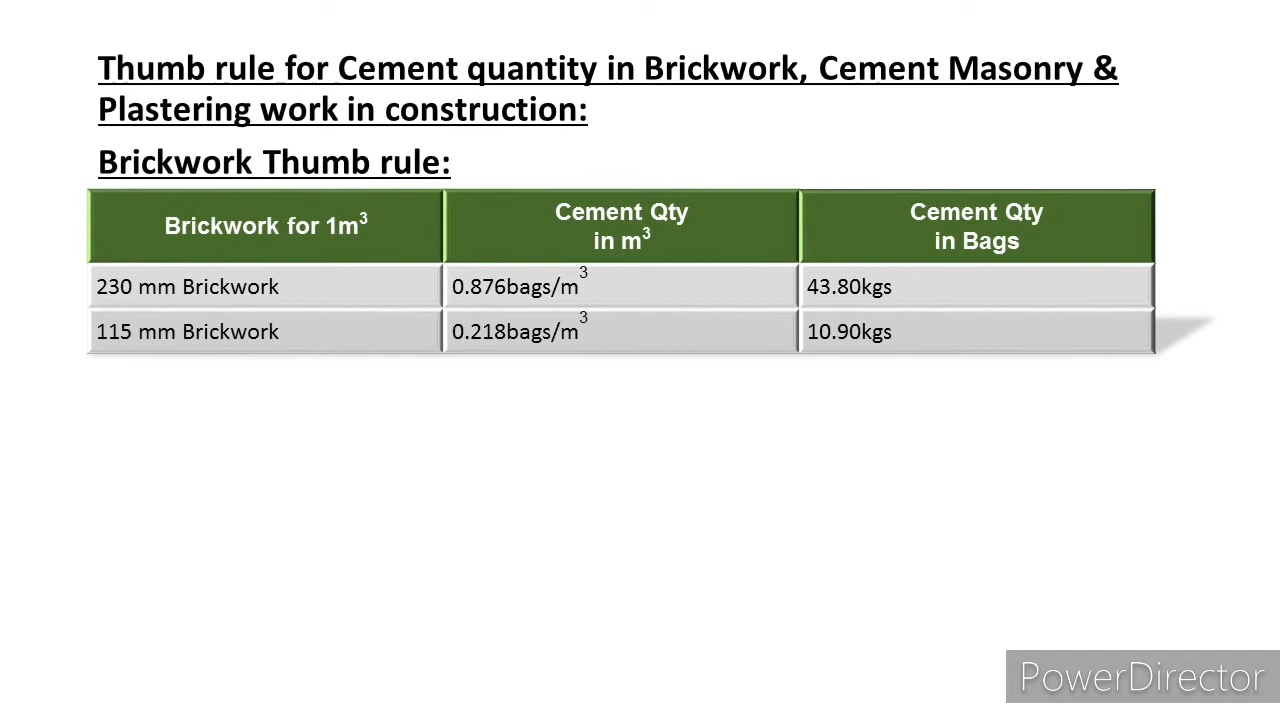 Thumb rule for Cement quantity in Brickwork, Cement Masonry &
Plastering work in construction:
Brickwork Thumb rule:
Brickwork for 1m³
Cement Qty
in m³
Cement Qty
in Bags
230 mm Brickwork
0.876bags/m³
43.80kgs
115 mm Brickwork
0.218bags/m³
10.90kgs
PowerDirector